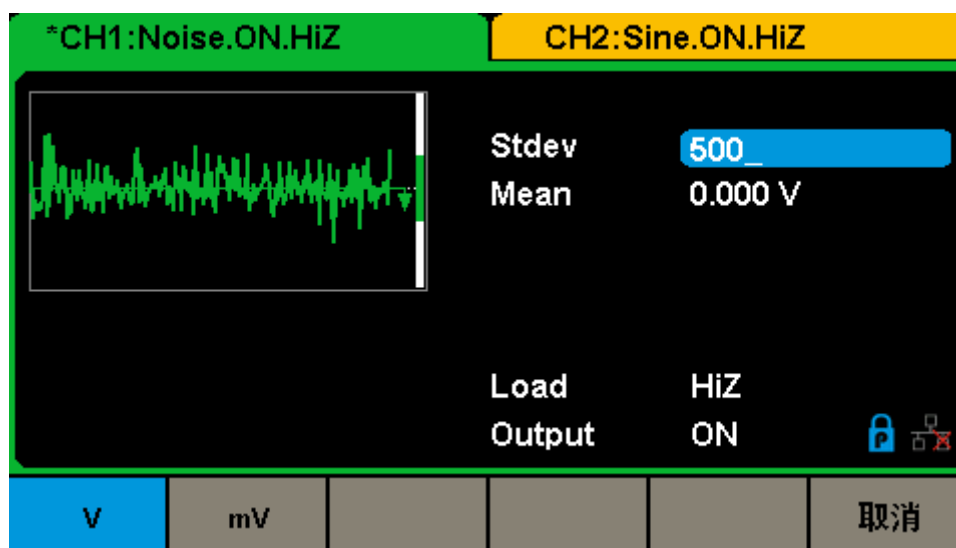 *CH1:Noise.ON.HiZ CH2:Sine.ON.HiZ
Stdev 500_
Mean 0.000 V
Load HiZ
Output ON
V mV 取消